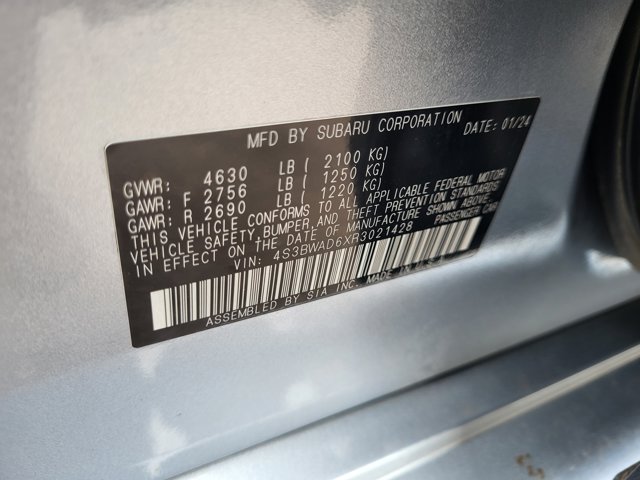 MFD BY SUBARU CORPORATION DATE: 01/24
GVWR: 4630 LB ( 2100 KG)
GAWR: F 2756 LB ( 1250 KG)
GAWR: R 2690 LB ( 1220 KG)
THIS VEHICLE CONFORMS TO ALL APPLICABLE FEDERAL MOTOR
VEHICLE SAFETY, BUMPER, AND THEFT PREVENTION STANDARDS
IN EFFECT ON THE DATE OF MANUFACTURE SHOWN ABOVE.
VIN: 4S3BWAD6XR3021428 PASSENGER CAR
ASSEMBLED BY SIA INC. MADE IN U.S.A.